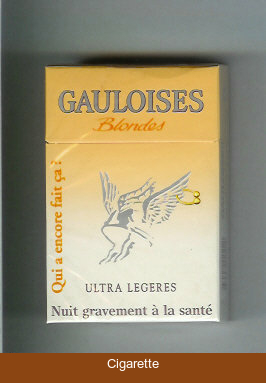 GAULOISES
Blondes
Qui a encore fait ça ?
ULTRA LEGERES
Nuit gravement à la santé
Cigarette